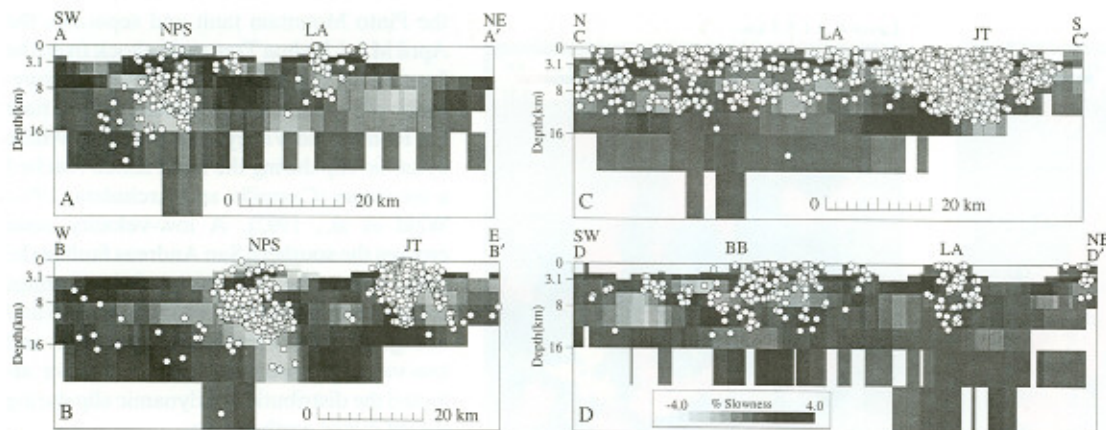 SW NE
A NPS LA A'
0
3.1
8
16
Depth(km)
0 20 km
A
N S
C LA JT C'
0
3.1
8
16
Depth(km)
0 20 km
C
W E
B NPS JT B'
0
3.1
8
16
Depth(km)
0 20 km
B
SW NE
D BB LA D'
0
3.1
8
16
Depth(km)
% Slowness
-4.0 4.0
D